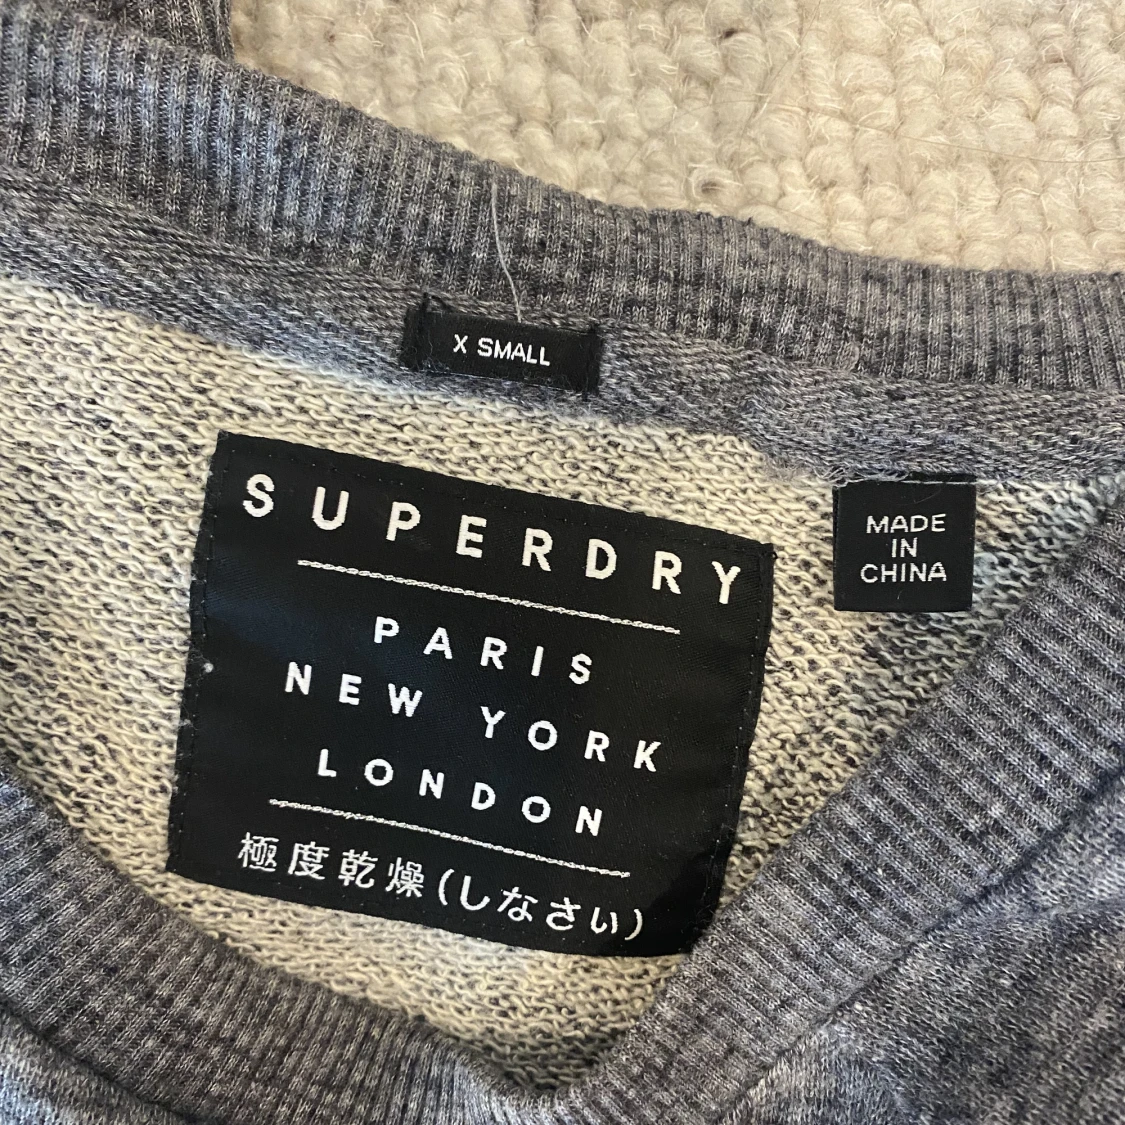 X SMALL
SUPERDRY
PARIS
NEW YORK
LONDON
極度乾燥(しなさい)
MADE
IN
CHINA